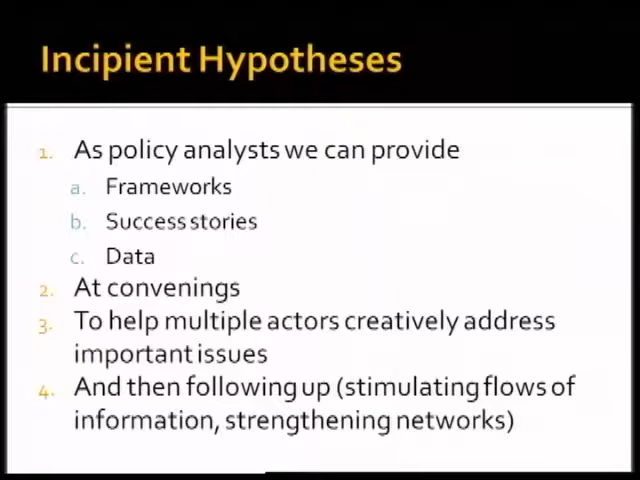 Incipient Hypotheses
1. As policy analysts we can provide
a. Frameworks
b. Success stories
c. Data
2. At convenings
3. To help multiple actors creatively address
important issues
4. And then following up (stimulating flows of
information, strengthening networks)